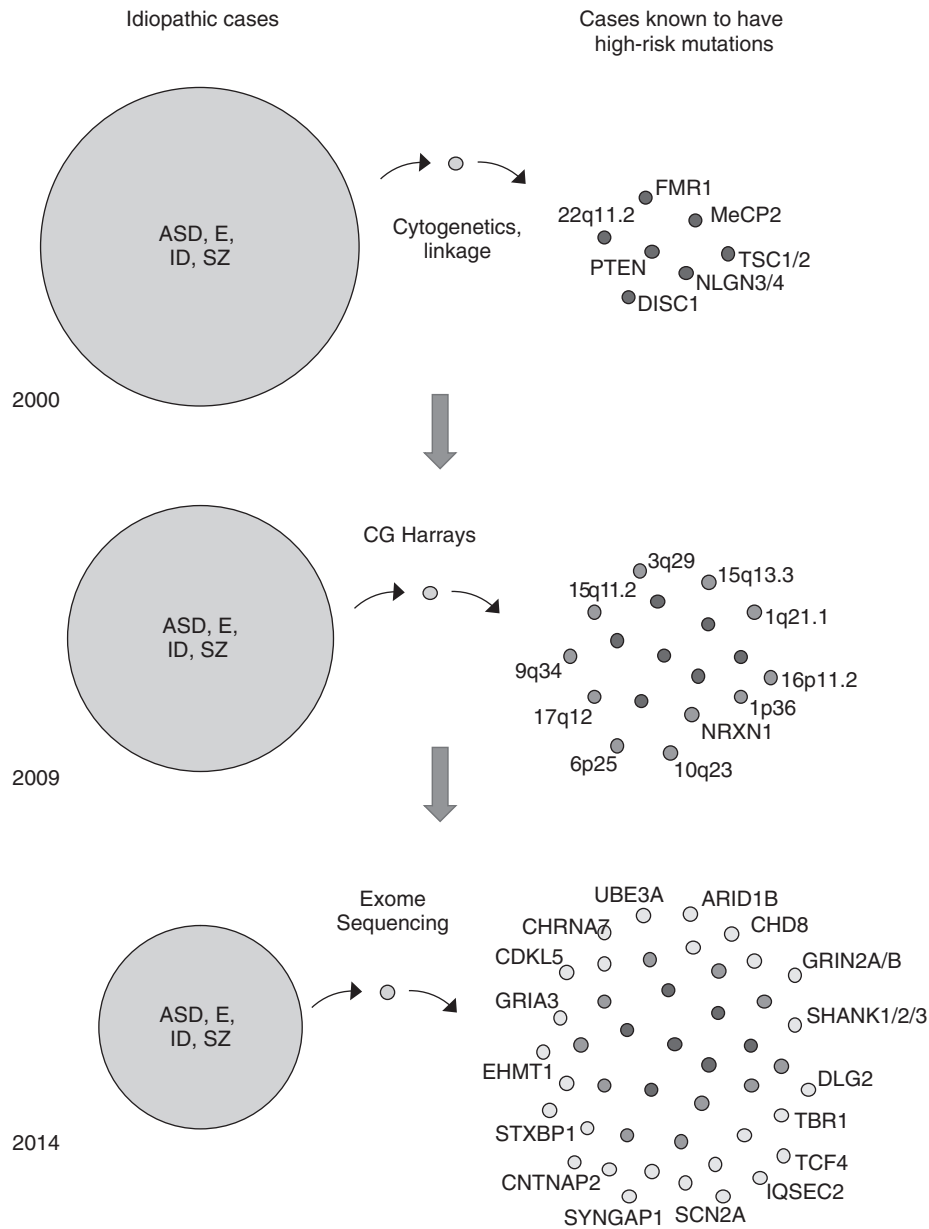 Idiopathic cases
Cases known to have
high-risk mutations
ASD, E,
ID, SZ
Cytogenetics,
linkage
FMR1
22q11.2
MeCP2
PTEN
TSC1/2
NLGN3/4
DISC1
2000
CG Harrays
ASD, E,
ID, SZ
3q29
15q13.3
15q11.2
1q21.1
9q34
16p11.2
1p36
17q12
NRXN1
6p25
10q23
2009
Exome
Sequencing
ASD, E,
ID, SZ
UBE3A
ARID1B
CHRNA7
CHD8
CDKL5
GRIN2A/B
GRIA3
SHANK1/2/3
EHMT1
DLG2
STXBP1
TBR1
TCF4
CNTNAP2
IQSEC2
SYNGAP1
SCN2A
2014